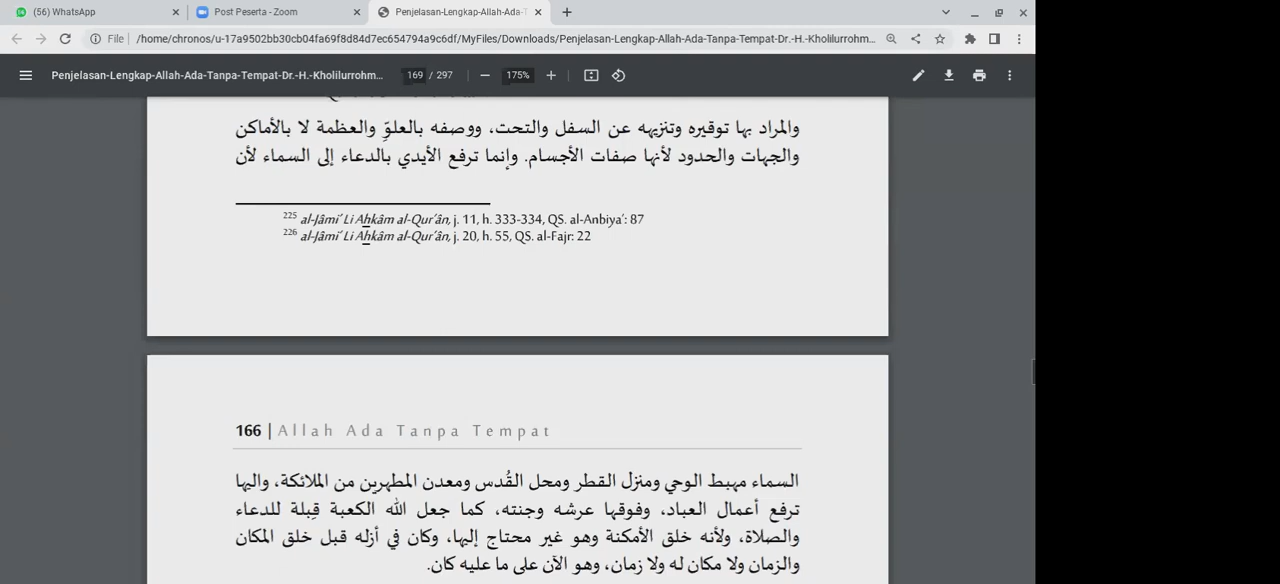 (56) WhatsApp
Post Peserta - Zoom
Penjelasan-Lengkap-Allah-Ada-T
File
/home/chronos/u-17a9502bb30cb04fa69f8d84d7ec654794a9c6df/MyFiles/Downloads/Penjelasan-Lengkap-Allah-Ada-Tanpa-Tempat-Dr.-H.-Kholilurrohm...
Penjelasan-Lengkap-Allah-Ada-Tanpa-Tempat-Dr.-H.-Kholilurrohm...
169 / 297
175%
والمراد بها توقيره وتنزيهه عن السفل والتحت، ووصفه بالعلوِّ والعظمة لا بالأماكن
والجهات والحدود لأنها صفات الأجسام. وإنما ترفع الأيدي بالدعاء إلى السماء لأن
225 al-Jâmi' Li Ahkâm al-Qur'ân, j. 11, h. 333-334, QS. al-Anbiya': 87
226 al-Jâmi' Li Ahkâm al-Qur'ân, j. 20, h. 55, QS. al-Fajr: 22
166 | Allah Ada Tanpa Tempat
السماء مهبط الوحي ومنزل القطر ومحل القُدس ومعدن المطهرين من الملائكة، واليها
ترفع أعمال العباد، وفوقها عرشه وجنته، كما جعل الله الكعبة قِبلة للدعاء
والصلاة، ولأنه خلق الأمكنة وهو غير محتاج إليها، وكان في أزله قبل خلق المكان
والزمان ولا مكان له ولا زمان، وهو الآن على ما عليه كان.